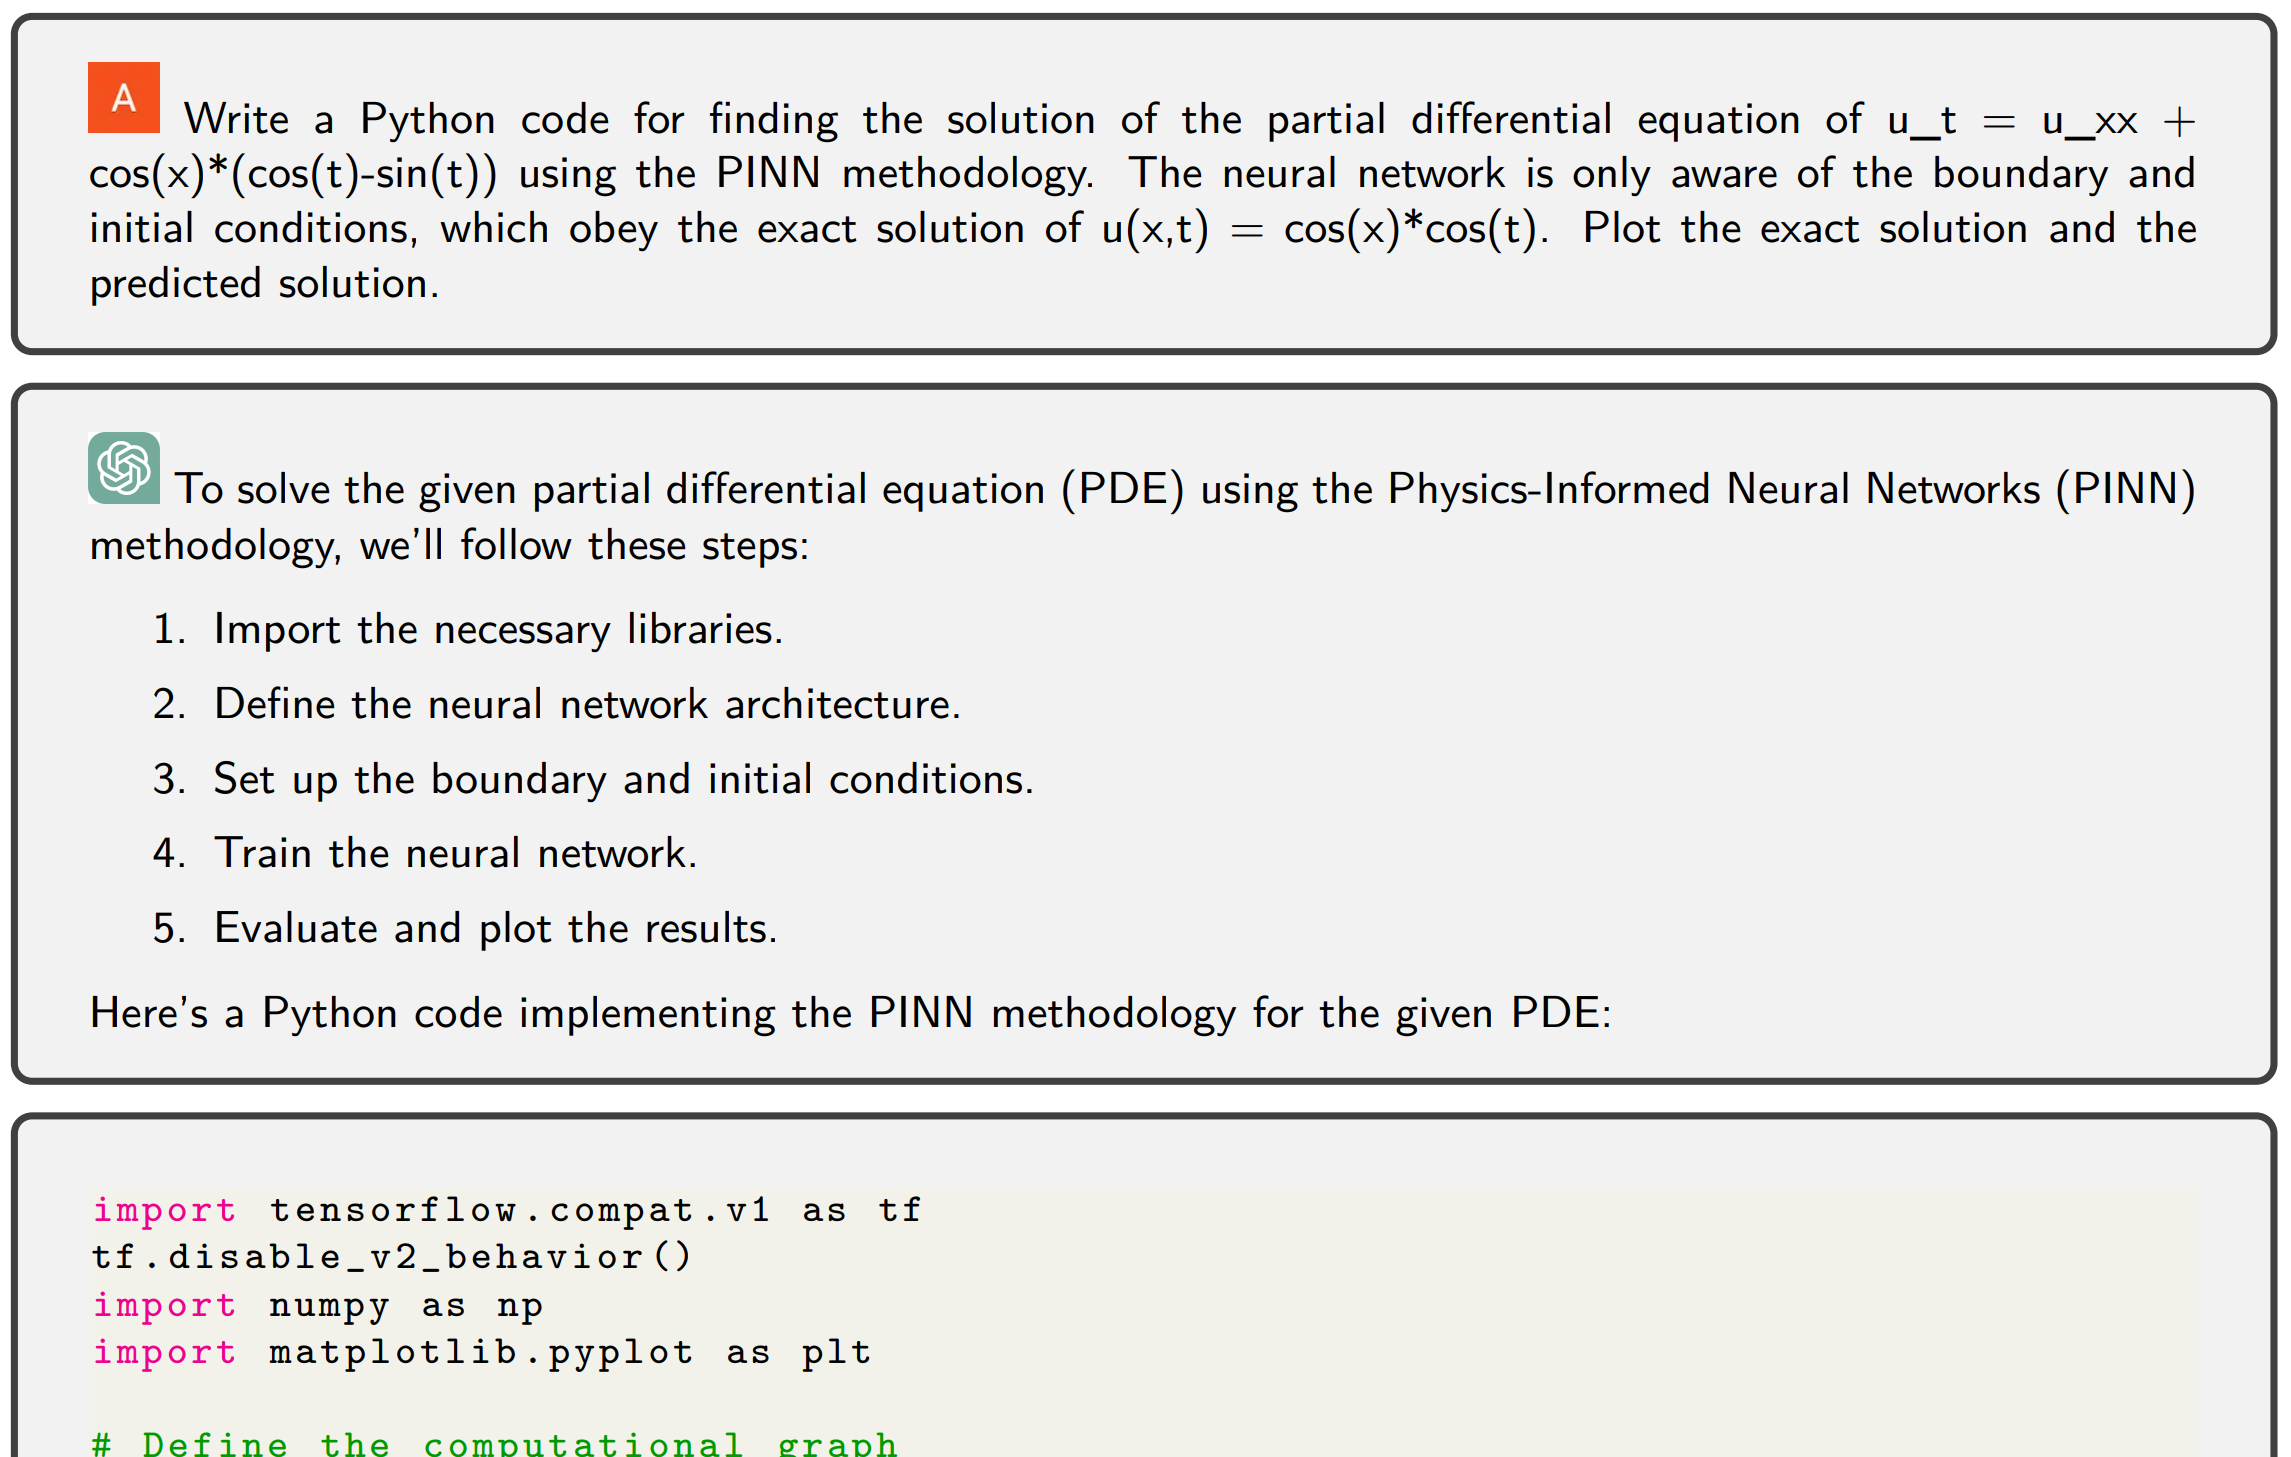 A Write a Python code for finding the solution of the partial differential equation of u_t = u_xx +
cos(x)*(cos(t)-sin(t)) using the PINN methodology. The neural network is only aware of the boundary and
initial conditions, which obey the exact solution of u(x,t) = cos(x)*cos(t). Plot the exact solution and the
predicted solution.
To solve the given partial differential equation (PDE) using the Physics-Informed Neural Networks (PINN)
methodology, we'll follow these steps:
1. Import the necessary libraries.
2. Define the neural network architecture.
3. Set up the boundary and initial conditions.
4. Train the neural network.
5. Evaluate and plot the results.
Here's a Python code implementing the PINN methodology for the given PDE:
import tensorflow.compat.v1 as tf
tf.disable_v2_behavior()
import numpy as np
import matplotlib.pyplot as plt
# Define the computational graph